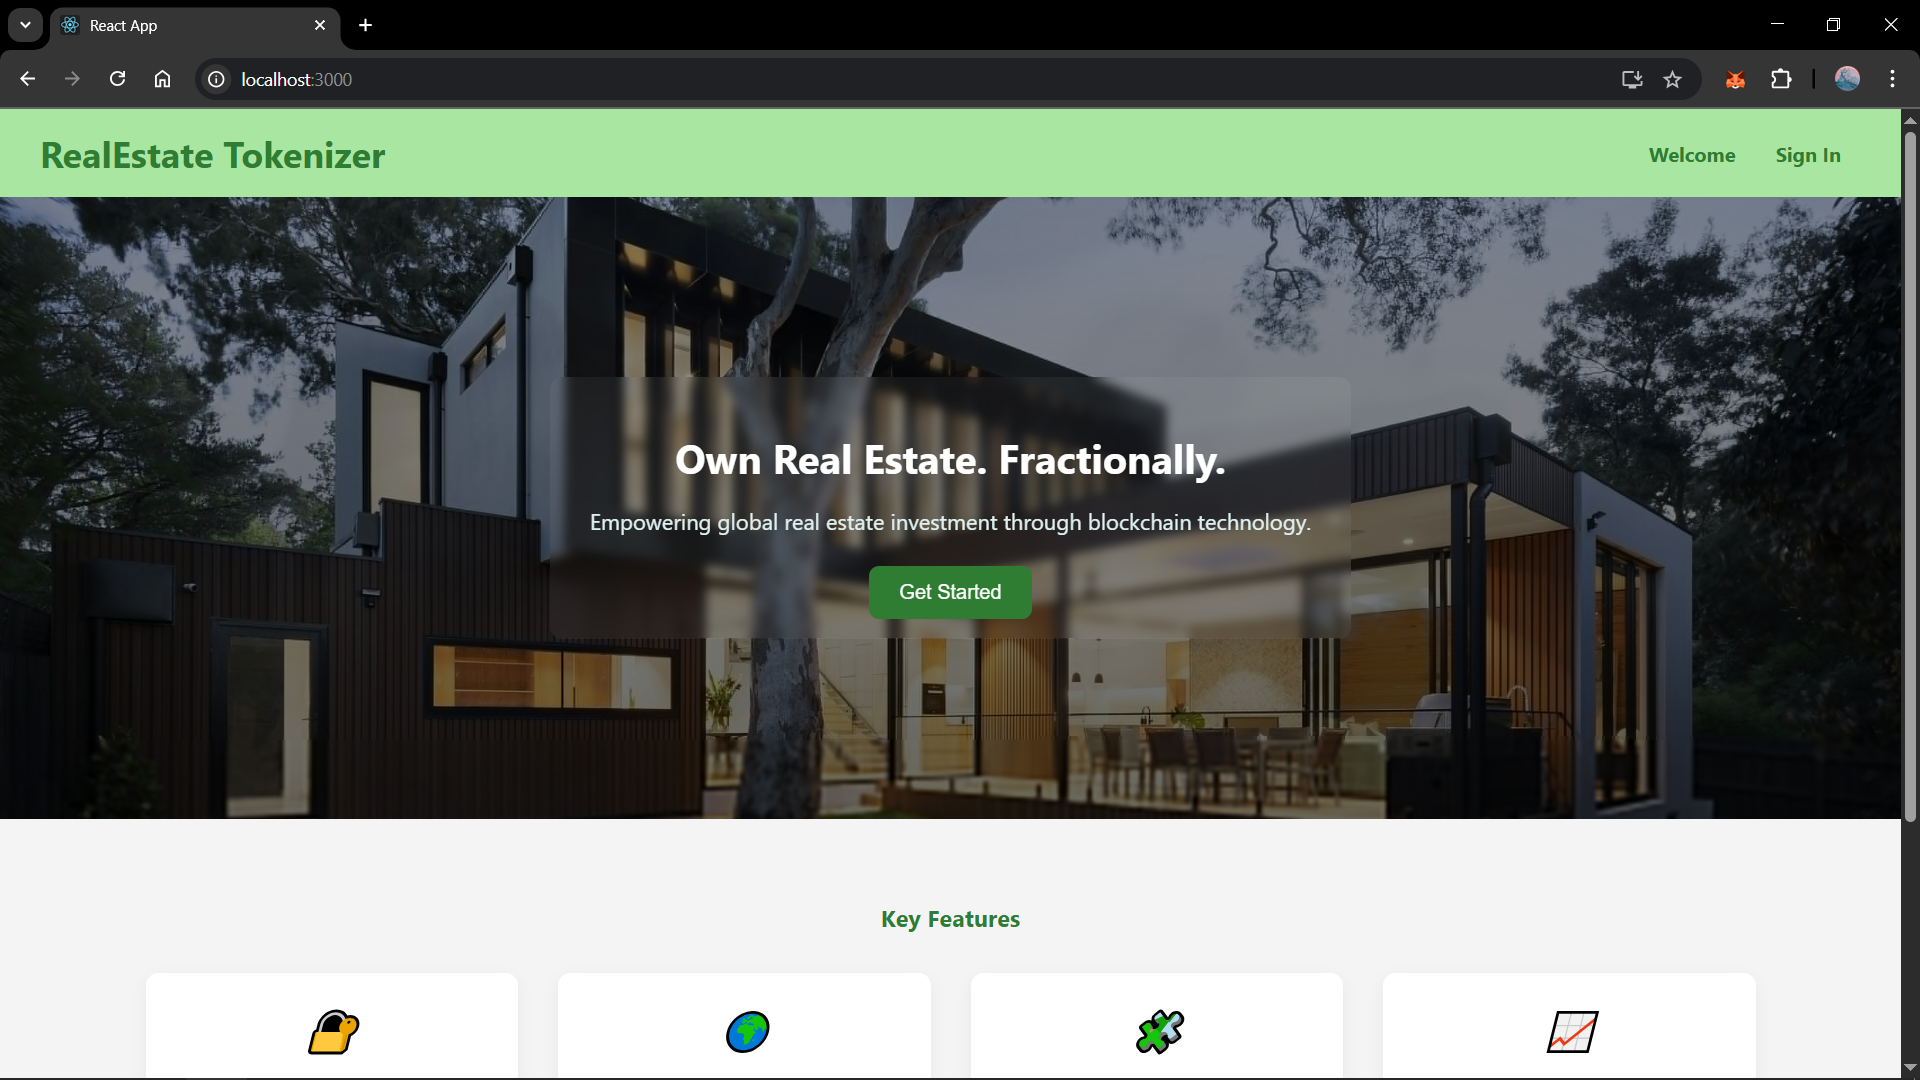 React App
localhost:3000
RealEstate Tokenizer
Welcome
Sign In
Own Real Estate. Fractionally.
Empowering global real estate investment through blockchain technology.
Get Started
Key Features